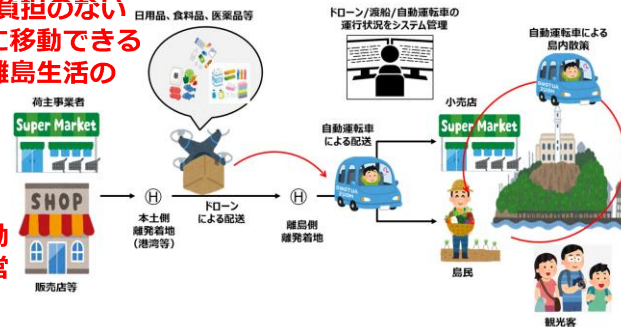 負担のない
に移動できる
離島生活の
日用品、食料品、医薬品等
ドローン/渡船/自動運転車の
運行状況をシステム管理
自動運転車による
島内散策
荷主事業者
Super Market
SHOP
販売店等
動
営
H
本土側
離発着地
(港湾等)
ドローン
による配送
H
離島側
離発着地
自動運転車
による配送
小売店
Super Market
島民
観光客